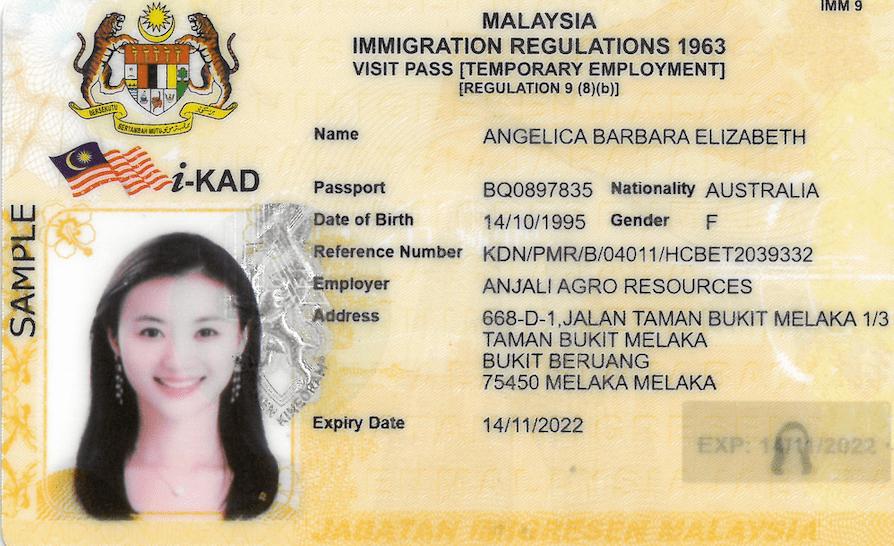 IMM 9
MALAYSIA
IMMIGRATION REGULATIONS 1963
VISIT PASS [TEMPORARY EMPLOYMENT]
[REGULATION 9 (8)(b)]
BERSEKUTU
BERTAMBAH MUTU
i-KAD
SAMPLE
Name ANGELICA BARBARA ELIZABETH
Passport BQ0897835 Nationality AUSTRALIA
Date of Birth 14/10/1995 Gender F
Reference Number KDN/PMR/B/04011/HCBET2039332
Employer ANJALI AGRO RESOURCES
Address 668-D-1,JALAN TAMAN BUKIT MELAKA 1/3
TAMAN BUKIT MELAKA
BUKIT BERUANG
75450 MELAKA MELAKA
Expiry Date 14/11/2022
EXP: 14/11/2022
JABATAN IMIGRESEN MALAYSIA